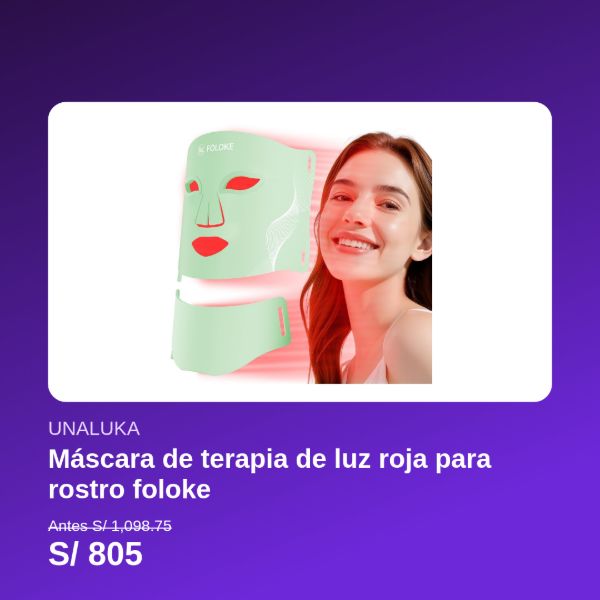 FOLOKE
UNALUKA
Máscara de terapia de luz roja para
rostro foloke
Antes S/ 1,098.75
S/ 805